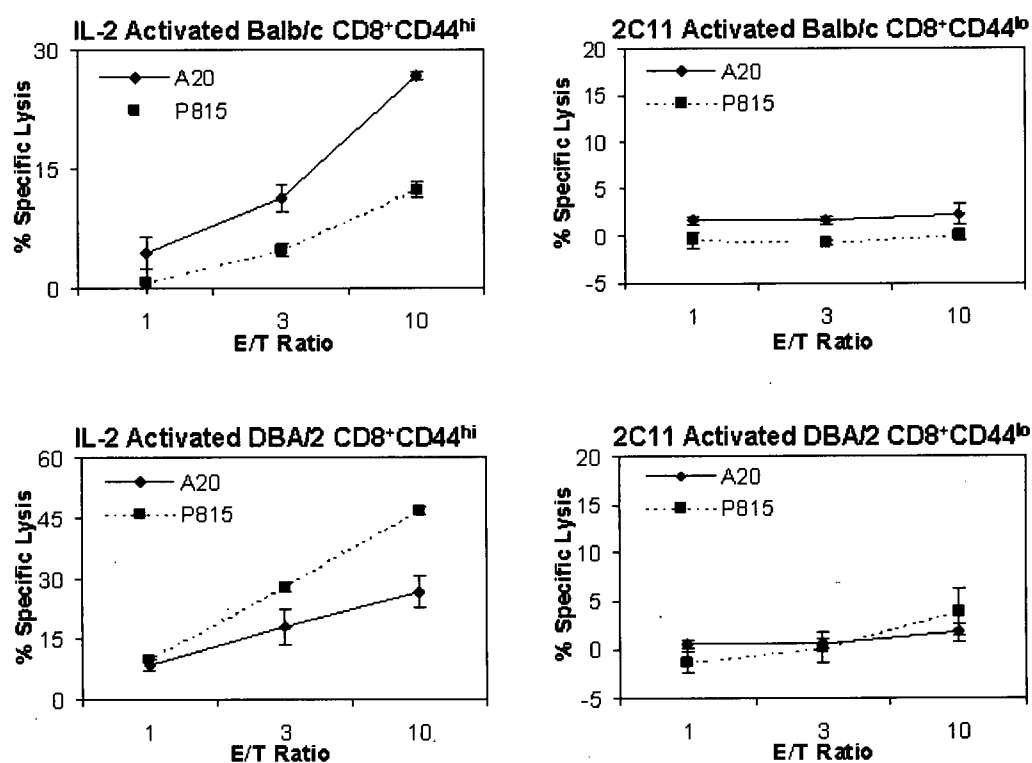 IL-2 Activated Balb/c CD8+CD44hi
30
15
0
% Specific Lysis
A20
P815
1 3 10
E/T Ratio
2C11 Activated Balb/c CD8+CD44lo
20
15
10
5
0
-5
% Specific Lysis
A20
P815
1 3 10
E/T Ratio
IL-2 Activated DBA/2 CD8+CD44hi
60
45
30
15
0
% Specific Lysis
A20
P815
1 3 10
E/T Ratio
2C11 Activated DBA/2 CD8+CD44lo
20
15
10
5
0
-5
% Specific Lysis
A20
P815
1 3 10
E/T Ratio